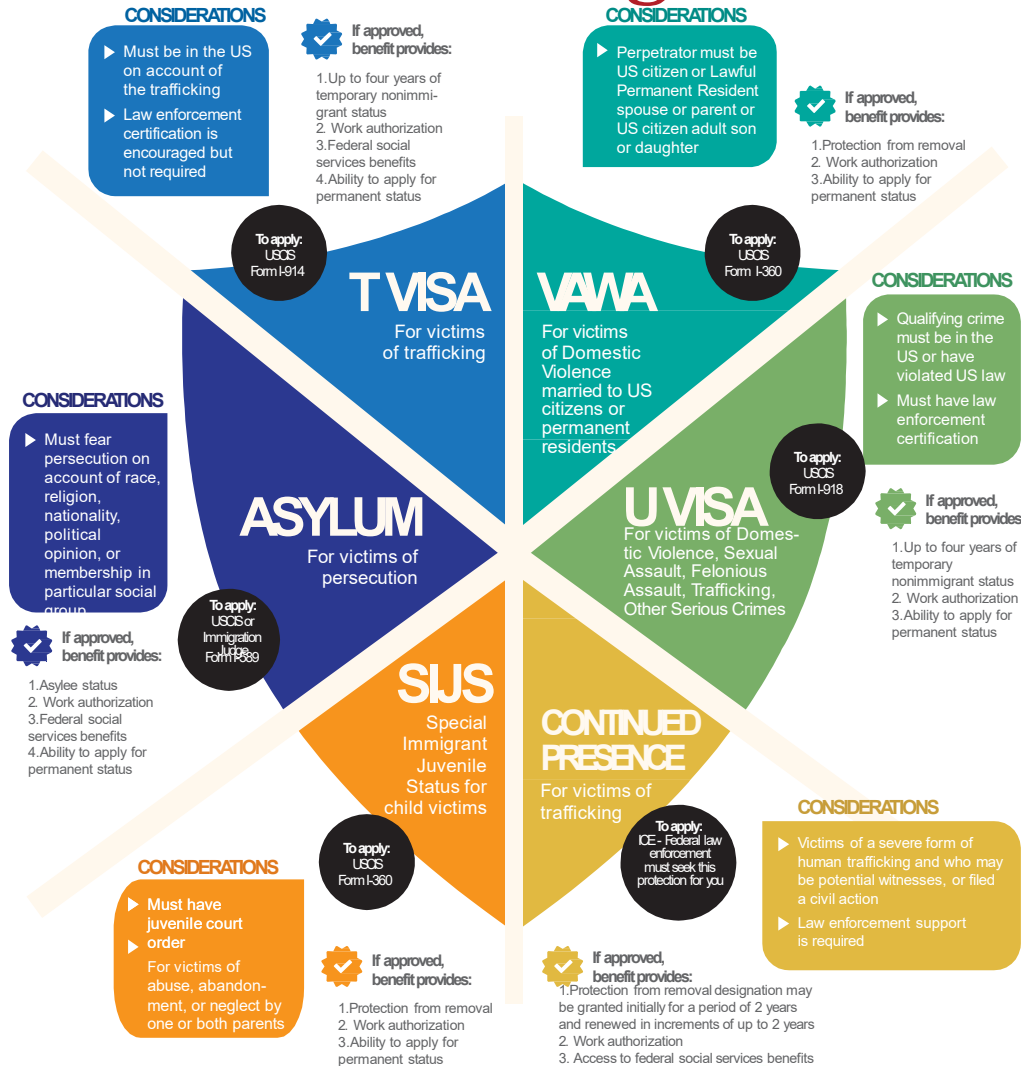 CONSIDERATIONS
Must be in the US
on account of
the trafficking
Law enforcement
certification is
encouraged but
not required
If approved,
benefit provides:
1.Up to four years of
temporary nonimmi-
grant status
2. Work authorization
3.Federal social
services benefits
4.Ability to apply for
permanent status
To apply:
USCIS
Form I-914
T VISA
For victims
of trafficking
CONSIDERATIONS
Perpetrator must be
US citizen or Lawful
Permanent Resident
spouse or parent or
US citizen adult son
or daughter
If approved,
benefit provides:
1.Protection from removal
2. Work authorization
3.Ability to apply for
permanent status
To apply:
USCIS
Form I-360
VAWA
For victims
of Domestic
Violence
married to US
citizens or
permanent
residents
CONSIDERATIONS
Qualifying crime
must be in the
US or have
violated US law
Must have law
enforcement
certification
To apply:
USCIS
Form I-918
If approved,
benefit provides
1.Up to four years of
temporary
nonimmigrant status
2. Work authorization
3.Ability to apply for
permanent status
U VISA
For victims of Domes-
tic Violence, Sexual
Assault, Felonious
Assault, Trafficking,
Other Serious Crimes
CONSIDERATIONS
Must fear
persecution on
account of race,
religion,
nationality,
political
opinion, or
membership in
particular social
group
ASYLUM
For victims of
persecution
To apply:
USCIS or
Immigration
Judge
Form I-589
If approved,
benefit provides:
1.Asylee status
2. Work authorization
3.Federal social
services benefits
4.Ability to apply for
permanent status
SIJS
Special
Immigrant
Juvenile
Status for
child victims
To apply:
USCIS
Form I-360
CONSIDERATIONS
Must have
juvenile court
order
For victims of
abuse, abandon-
ment, or neglect by
one or both parents
If approved,
benefit provides:
1.Protection from removal
2. Work authorization
3.Ability to apply for
permanent status
CONTINUED
PRESENCE
For victims of
trafficking
To apply:
ICE - Federal law
enforcement
must seek this
protection for you
CONSIDERATIONS
Victims of a severe form of
human trafficking and who may
be potential witnesses, or filed
a civil action
Law enforcement support
is required
If approved,
benefit provides:
1.Protection from removal designation may
be granted initially for a period of 2 years
and renewed in increments of up to 2 years
2. Work authorization
3. Access to federal social services benefits